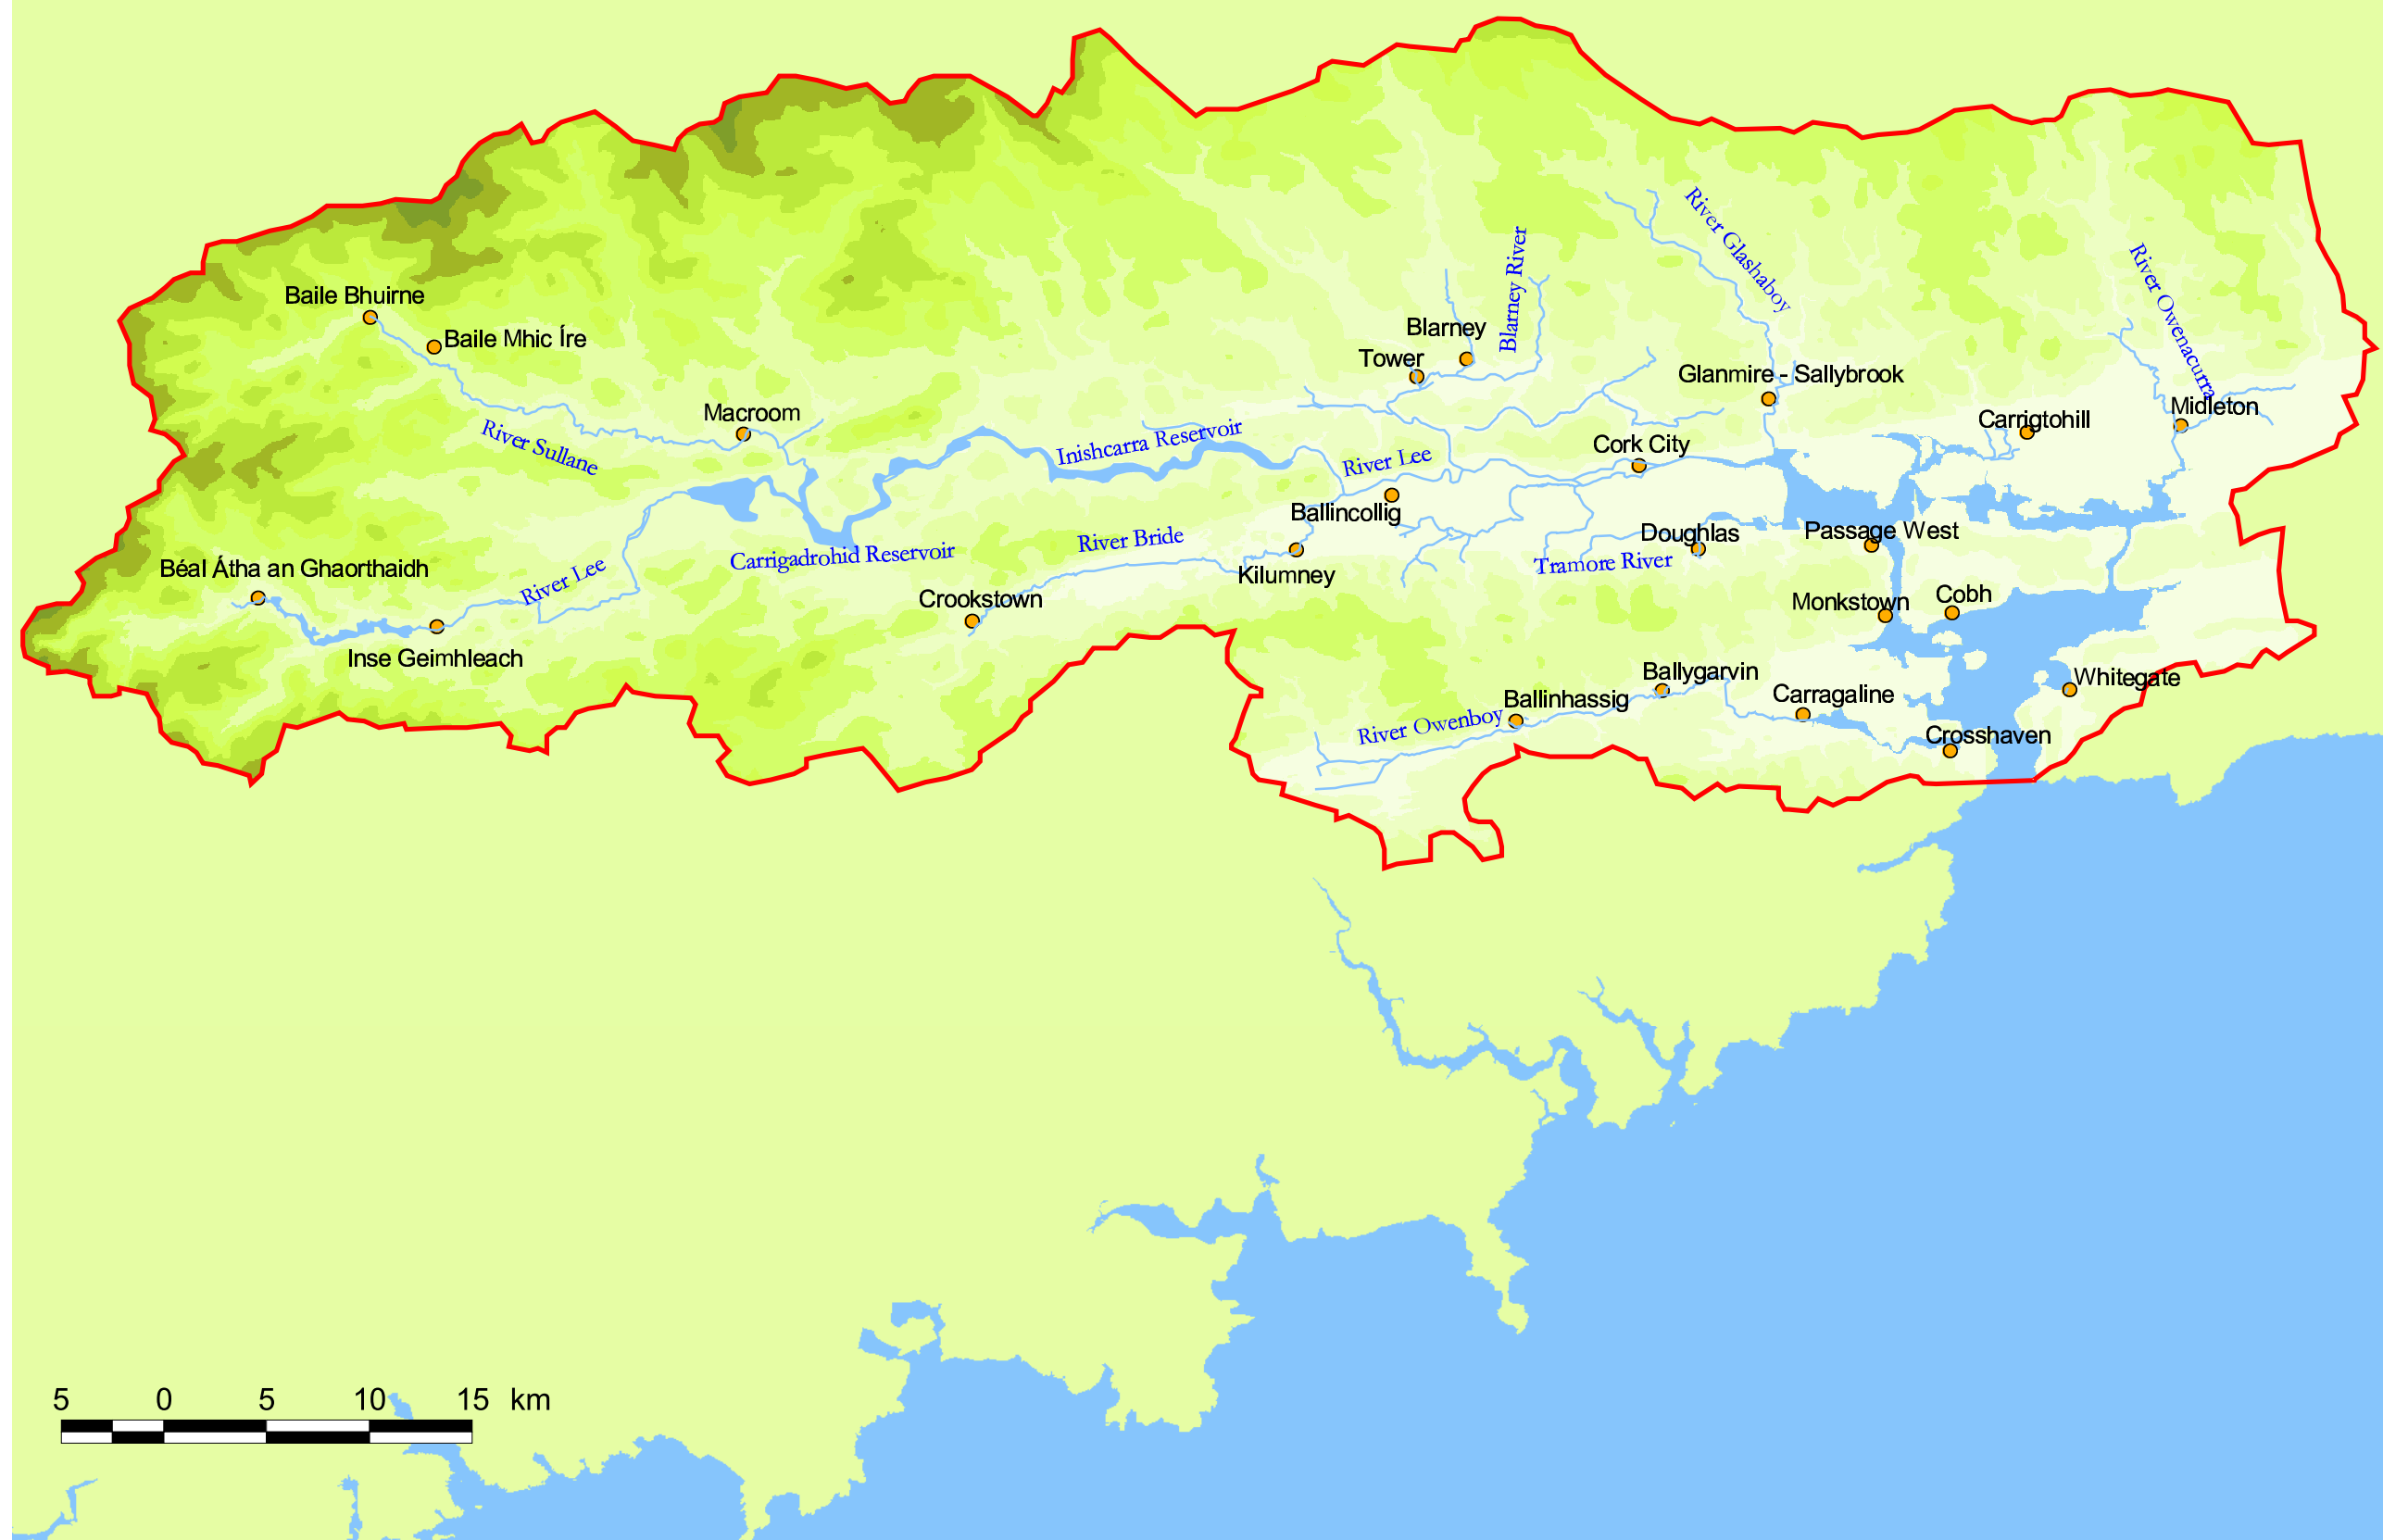 River Glashaboy
Blarney River
River Owenacurra
Baile Bhuirne
Baile Mhic Íre
Blarney
Tower
Glanmire - Sallybrook
Macroom
Midleton
Carrigtohill
River Sullane
Inishcarra Reservoir
Cork City
River Lee
Ballincollig
Doughlas
Passage West
River Bride
Carrigadrohid Reservoir
Tramore River
Béal Átha an Ghaorthaidh
River Lee
Kilumney
Crookstown
Monkstown
Cobh
Inse Geimhleach
Ballygarvin
Whitegate
Ballinhassig
Carragaline
River Owenboy
Crosshaven
5 0 5 10 15 km